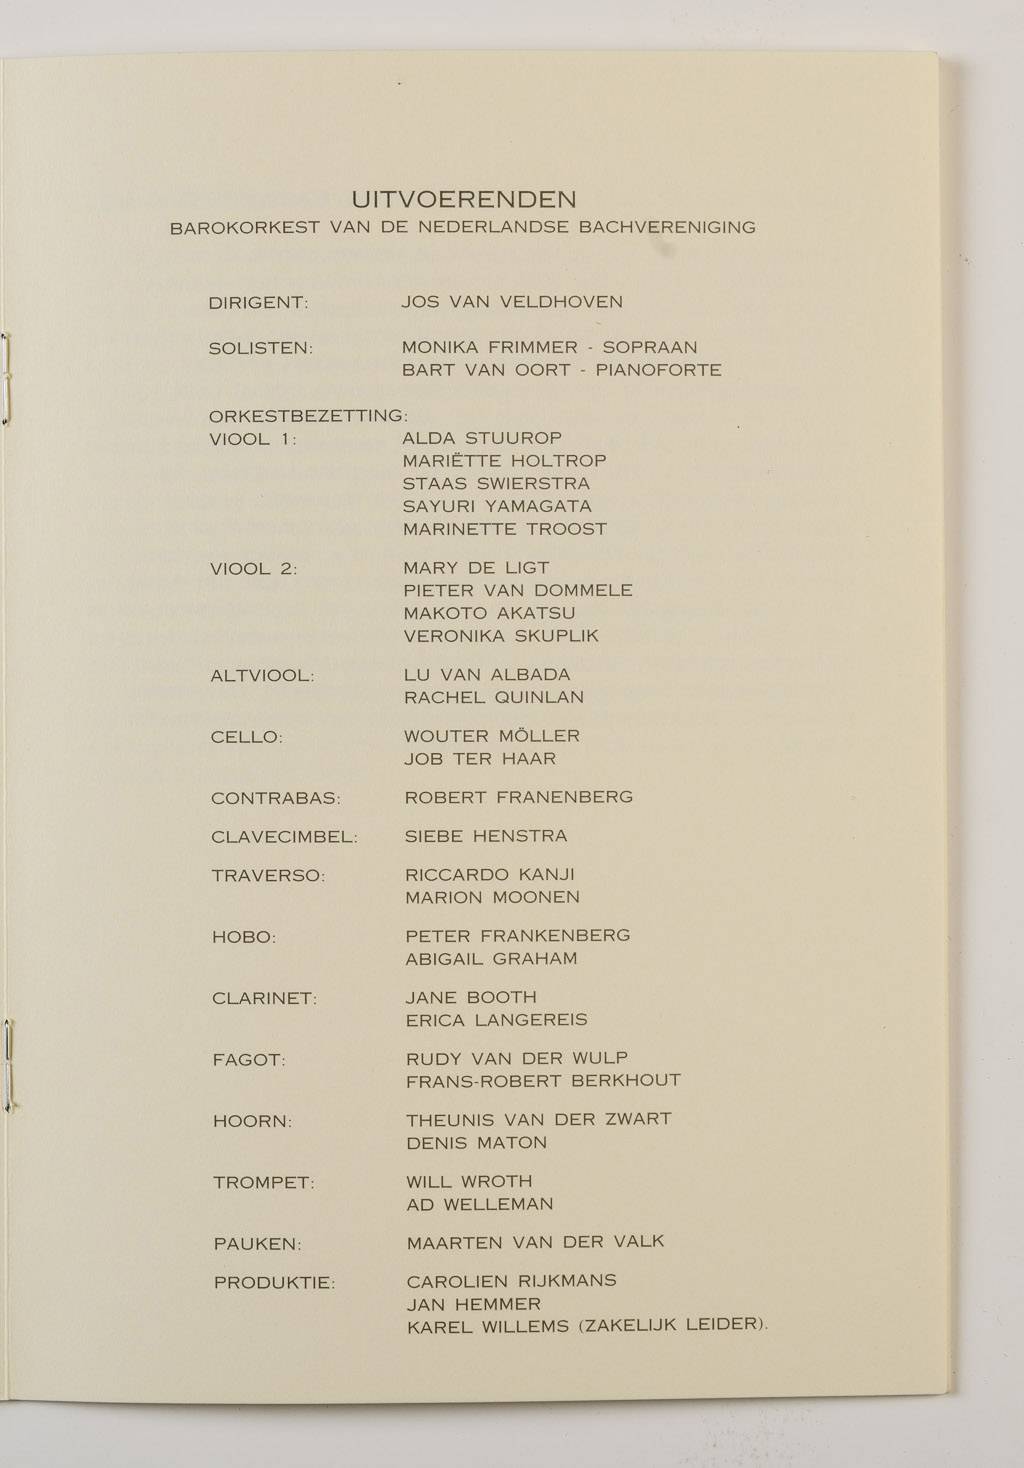 UITVOERENDEN
BAROKORKEST VAN DE NEDERLANDSE BACHVERENIGING
DIRIGENT: JOS VAN VELDHOVEN
SOLISTEN: MONIKA FRIMMER - SOPRAAN
BART VAN OORT - PIANOFORTE
ORKESTBEZETTING:
VIOOL 1: ALDA STUUROP
MARIËTTE HOLTROP
STAAS SWIERSTRA
SAYURI YAMAGATA
MARINETTE TROOST
VIOOL 2: MARY DE LIGT
PIETER VAN DOMMELE
MAKOTO AKATSU
VERONIKA SKUPLIK
ALTVIOOL: LU VAN ALBADA
RACHEL QUINLAN
CELLO: WOUTER MÖLLER
JOB TER HAAR
CONTRABAS: ROBERT FRANENBERG
CLAVECIMBEL: SIEBE HENSTRA
TRAVERSO: RICCARDO KANJI
MARION MOONEN
HOBO: PETER FRANKENBERG
ABIGAIL GRAHAM
CLARINET: JANE BOOTH
ERICA LANGEREIS
FAGOT: RUDY VAN DER WULP
FRANS-ROBERT BERKHOUT
HOORN: THEUNIS VAN DER ZWART
DENIS MATON
TROMPET: WILL WROTH
AD WELLEMAN
PAUKEN: MAARTEN VAN DER VALK
PRODUKTIE: CAROLIEN RIJKMANS
JAN HEMMER
KAREL WILLEMS (ZAKELIJK LEIDER).